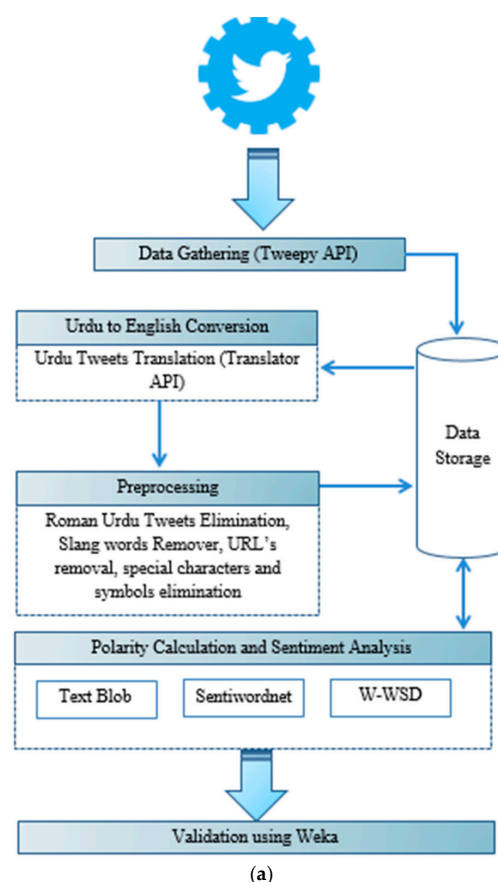 Data Gathering (Tweepy API)
Urdu to English Conversion
Urdu Tweets Translation (Translator
API)
Data
Storage
Preprocessing
Roman Urdu Tweets Elimination,
Slang words Remover, URL's
removal, special characters and
symbols elimination
Polarity Calculation and Sentiment Analysis
Text Blob
Sentiwordnet
W-WSD
Validation using Weka
(a)